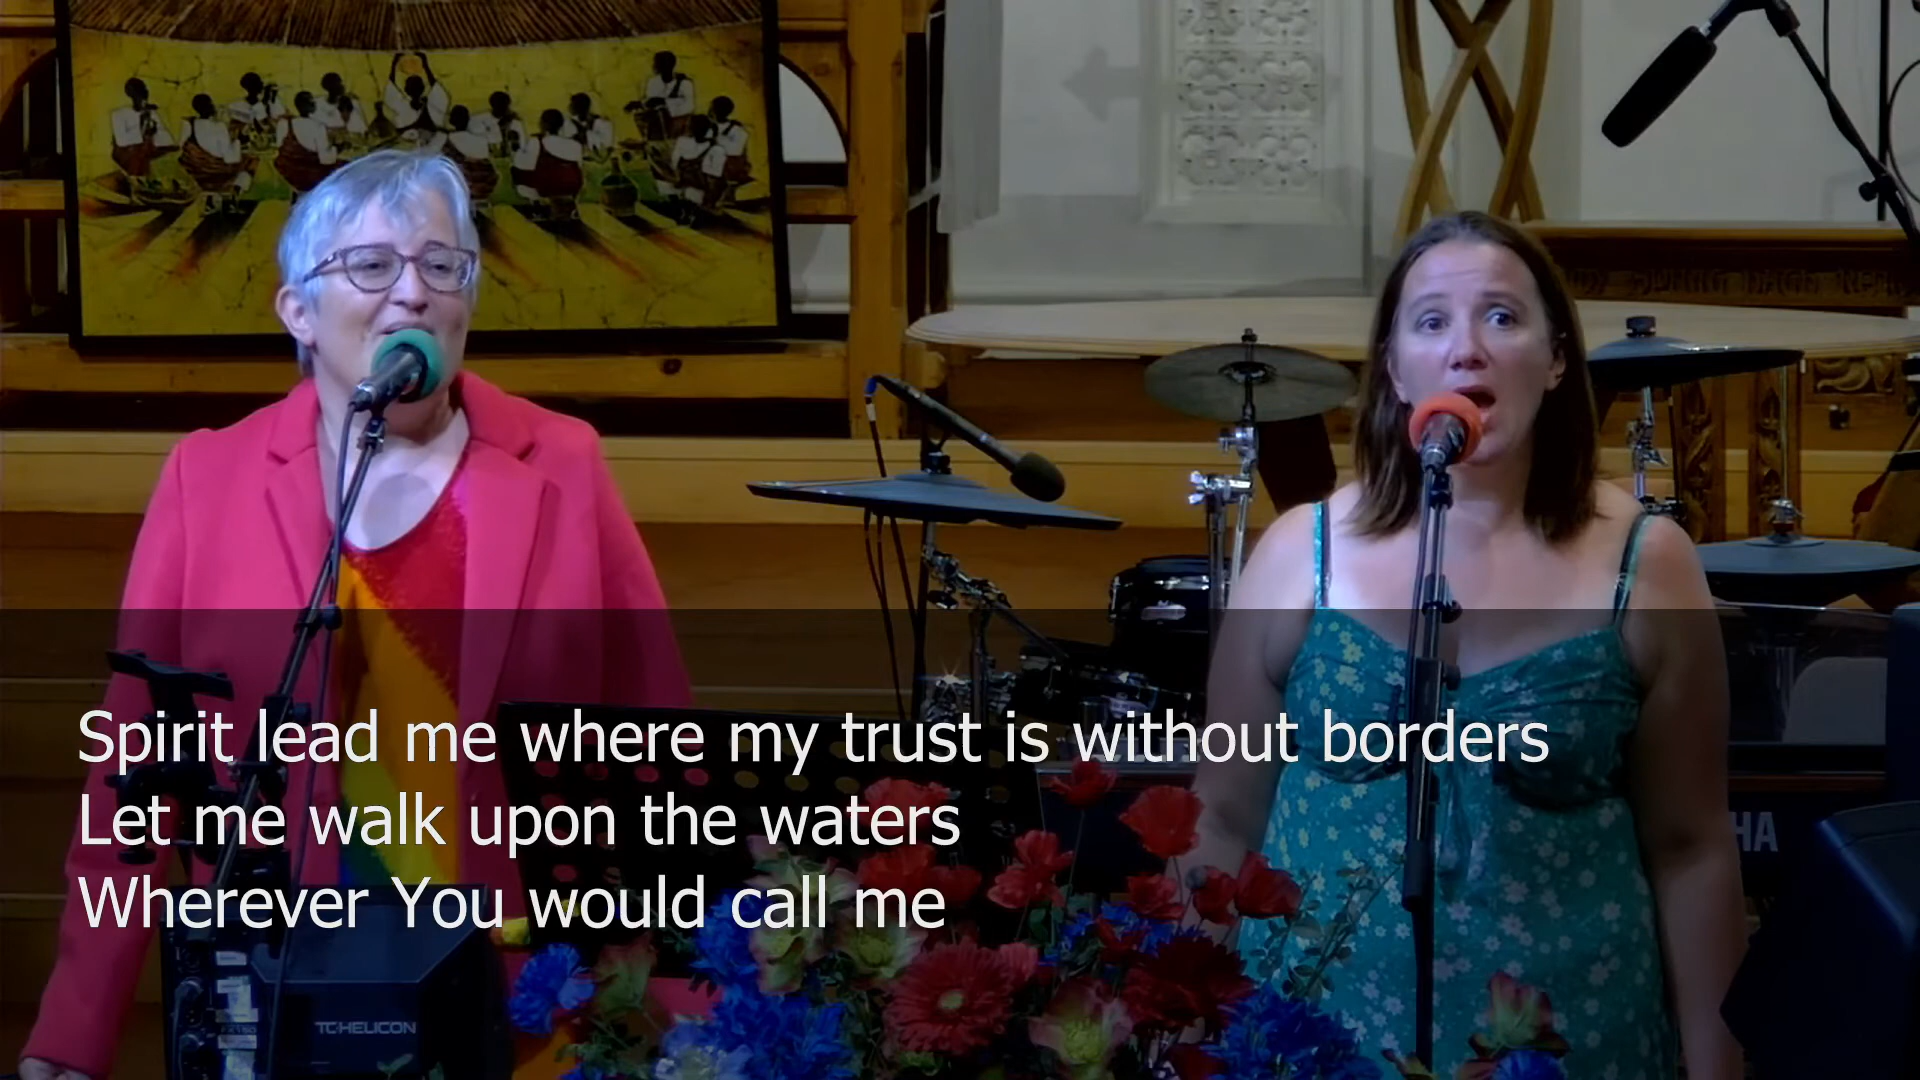 Spirit lead me where my trust is without borders
Let me walk upon the waters
Wherever You would call me
TC·HELICON
HA